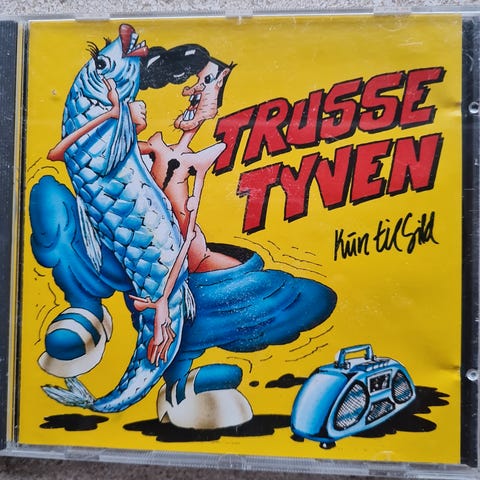 TRUSSE
TYVEN
Kun til Sild